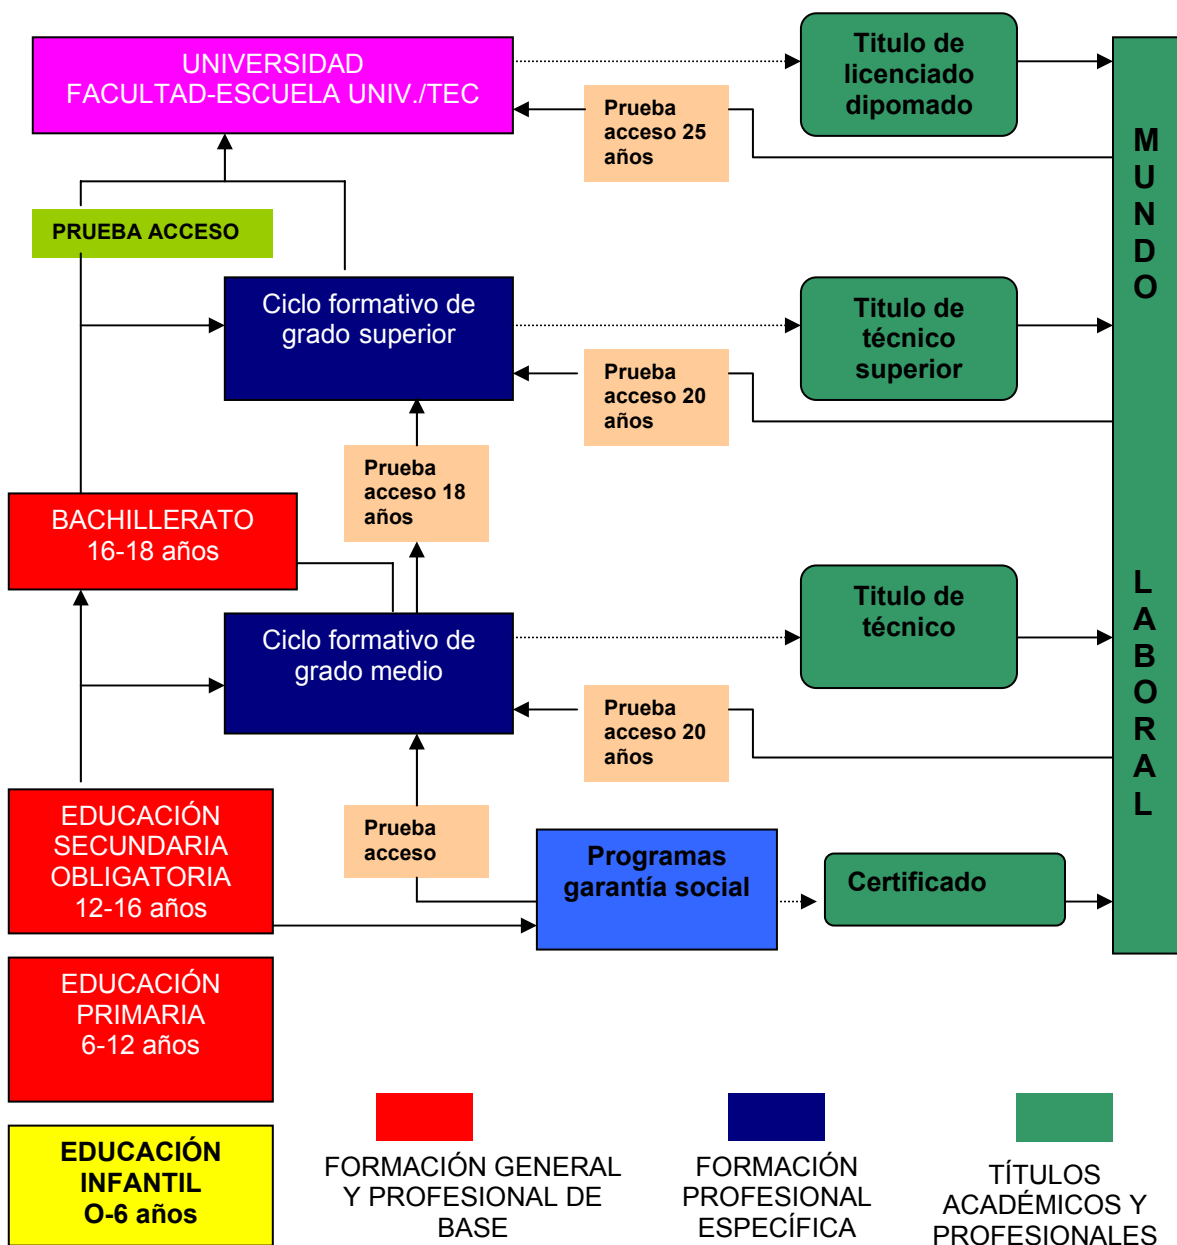 UNIVERSIDAD
FACULTAD-ESCUELA UNIV./TEC
Titulo de
licenciado
dipomado
Prueba
acceso 25
años
MUNDO
LABORAL
PRUEBA ACCESO
Ciclo formativo de
grado superior
Titulo de
técnico
superior
Prueba
acceso 20
años
Prueba
acceso 18
años
BACHILLERATO
16-18 años
Ciclo formativo de
grado medio
Titulo de
técnico
Prueba
acceso 20
años
EDUCACIÓN
SECUNDARIA
OBLIGATORIA
12-16 años
Prueba
acceso
Programas
garantía social
Certificado
EDUCACIÓN
PRIMARIA
6-12 años
EDUCACIÓN
INFANTIL
O-6 años
FORMACIÓN GENERAL
Y PROFESIONAL DE
BASE
FORMACIÓN
PROFESIONAL
ESPECÍFICA
TÍTULOS
ACADÉMICOS Y
PROFESIONALES